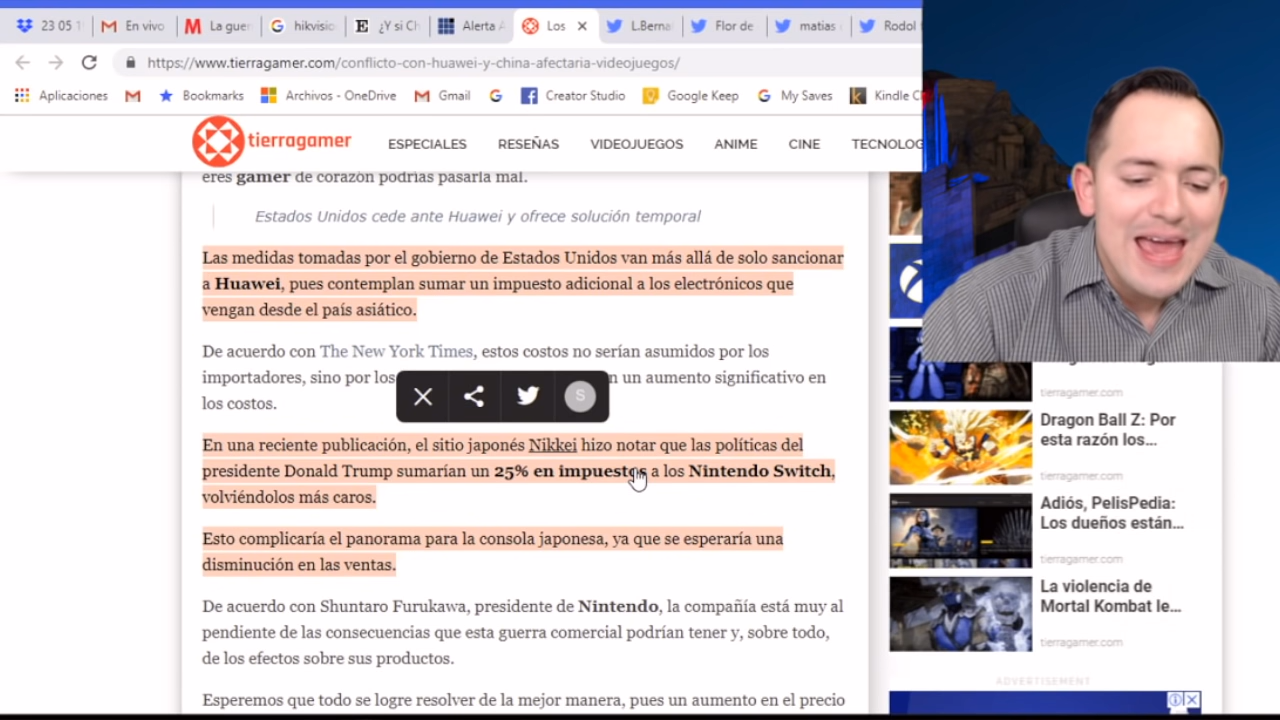 23 05 1
En vivo
La guer
hikvisio
¿Y si Ch
Alerta A
Los
L.Berna
Flor de
matias
Rodol
https://www.tierragamer.com/conflicto-con-huawei-y-china-afectaria-videojuegos/
Aplicaciones
Bookmarks
Archivos - OneDrive
Gmail
Creator Studio
Google Keep
My Saves
Kindle Cl
tierragamer
ESPECIALES
RESEÑAS
VIDEOJUEGOS
ANIME
CINE
TECNOLOG
eres gamer de corazón podrías pasarla mal.
Estados Unidos cede ante Huawei y ofrece solución temporal
Las medidas tomadas por el gobierno de Estados Unidos van más allá de solo sancionar
a Huawei, pues contemplan sumar un impuesto adicional a los electrónicos que
vengan desde el país asiático.
De acuerdo con The New York Times, estos costos no serían asumidos por los
importadores, sino por los n un aumento significativo en
los costos.
S
En una reciente publicación, el sitio japonés Nikkei hizo notar que las políticas del
presidente Donald Trump sumarían un 25% en impuestos a los Nintendo Switch,
volviéndolos más caros.
Esto complicaría el panorama para la consola japonesa, ya que se esperaría una
disminución en las ventas.
De acuerdo con Shuntaro Furukawa, presidente de Nintendo, la compañía está muy al
pendiente de las consecuencias que esta guerra comercial podrían tener y, sobre todo,
de los efectos sobre sus productos.
Esperemos que todo se logre resolver de la mejor manera, pues un aumento en el precio
tierragamer.com
Dragon Ball Z: Por
esta razón los...
tierragamer.com
Adiós, PelisPedia:
Los dueños están...
tierragamer.com
La violencia de
Mortal Kombat le...
tierragamer.com
ADVERTISEMENT